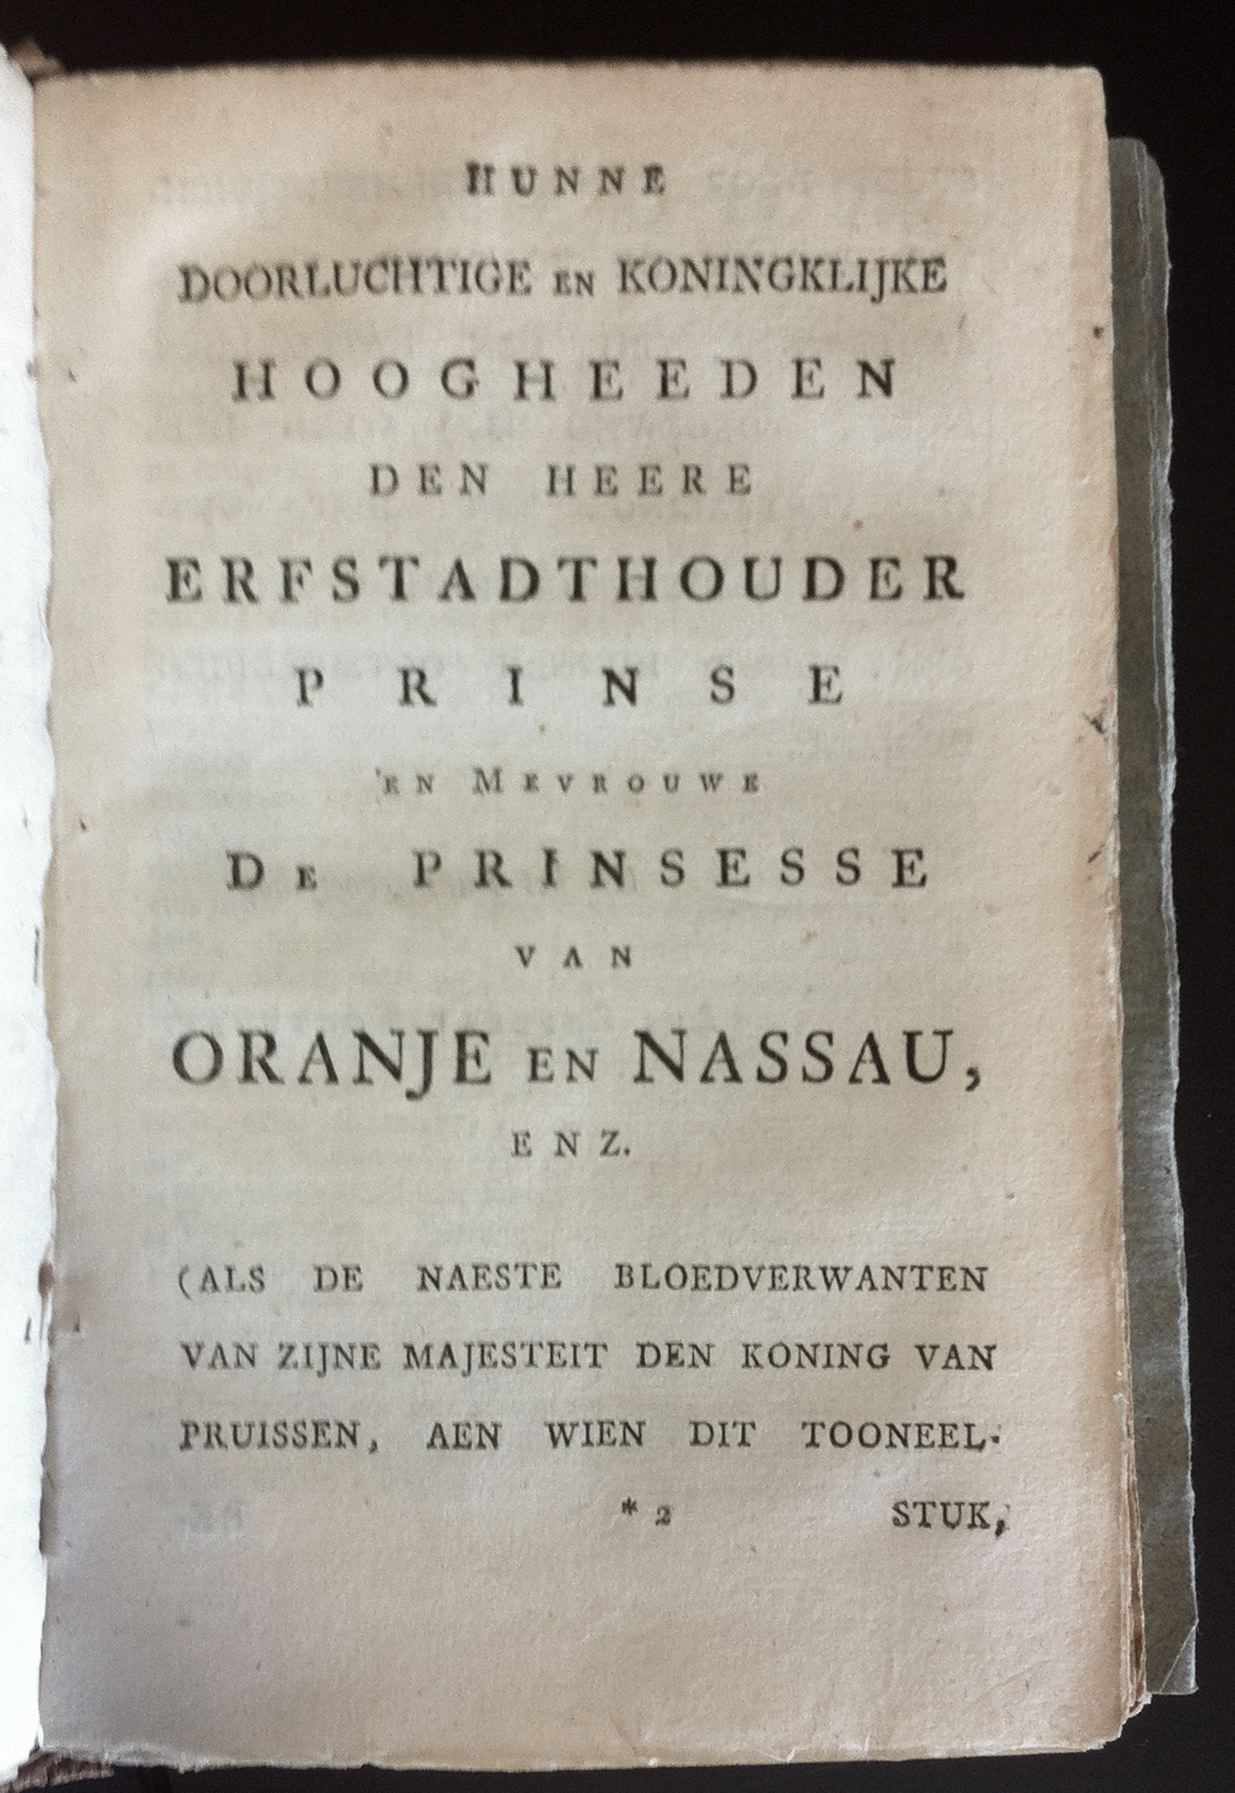 HUNNE
DOORLUCHTIGE EN KONINGKLIJKE
HOOGHEEDEN
DEN HEERE
ERFSTADTHOUDER
PRINSE
'EN MEVROUWE
DE PRINSESSE
VAN
ORANJE EN NASSAU,
ENZ.
(ALS DE NAESTE BLOEDVERWANTEN
VAN ZIJNE MAJESTEIT DEN KONING VAN
PRUISSEN, AEN WIEN DIT TOONEEL-
*2 STUK,